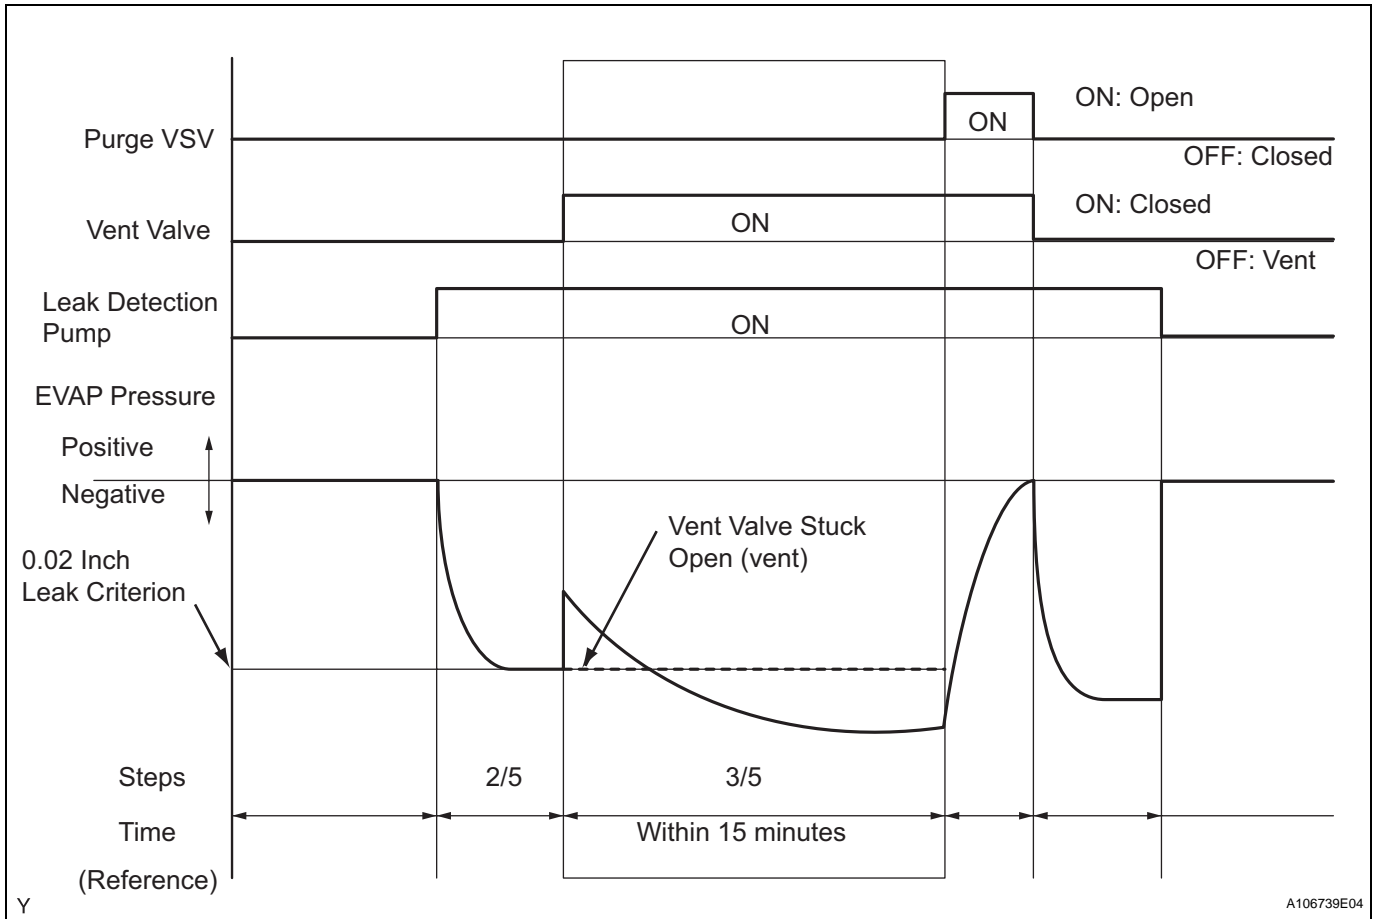 ON: Open
ON
Purge VSV
OFF: Closed
ON: Closed
Vent Valve
ON
OFF: Vent
Leak Detection
Pump
ON
EVAP Pressure
Positive
Negative
Vent Valve Stuck
Open (vent)
0.02 Inch
Leak Criterion
Steps
2/5
3/5
Time
Within 15 minutes
(Reference)
Y
A106739E04